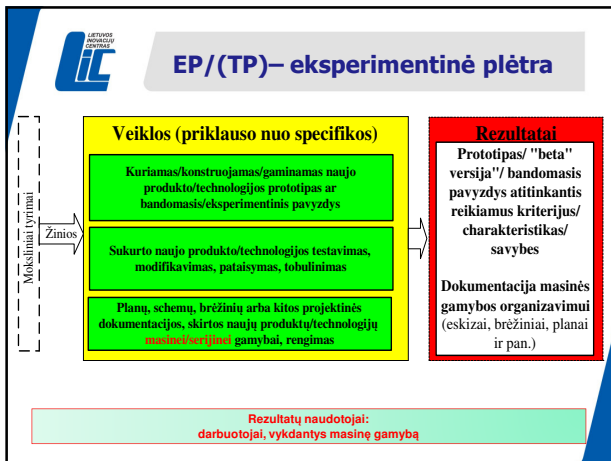 LIETUVOS
INOVACIJŲ
CENTRAS
LIC
EP/(TP)– eksperimentinė plėtra
Moksliniai tyrimai
Žinios
Veiklos (priklauso nuo specifikos)
Kuriamas/konstruojamas/gaminamas naujo
produkto/technologijos prototipas ar
bandomasis/eksperimentinis pavyzdys
Sukurto naujo produkto/technologijos testavimas,
modifikavimas, pataisymas, tobulinimas
Planų, schemų, brėžinių arba kitos projektinės
dokumentacijos, skirtos naujų produktų/technologijų
masinei/serijinei gamybai, rengimas
Rezultatai
Prototipas/ "beta"
versija"/ bandomasis
pavyzdys atitinkantis
reikiamus kriterijus/
charakteristikas/
savybes
Dokumentacija masinės
gamybos organizavimui
(eskizai, brėžiniai, planai
ir pan.)
Rezultatų naudotojai:
darbuotojai, vykdantys masinę gamybą